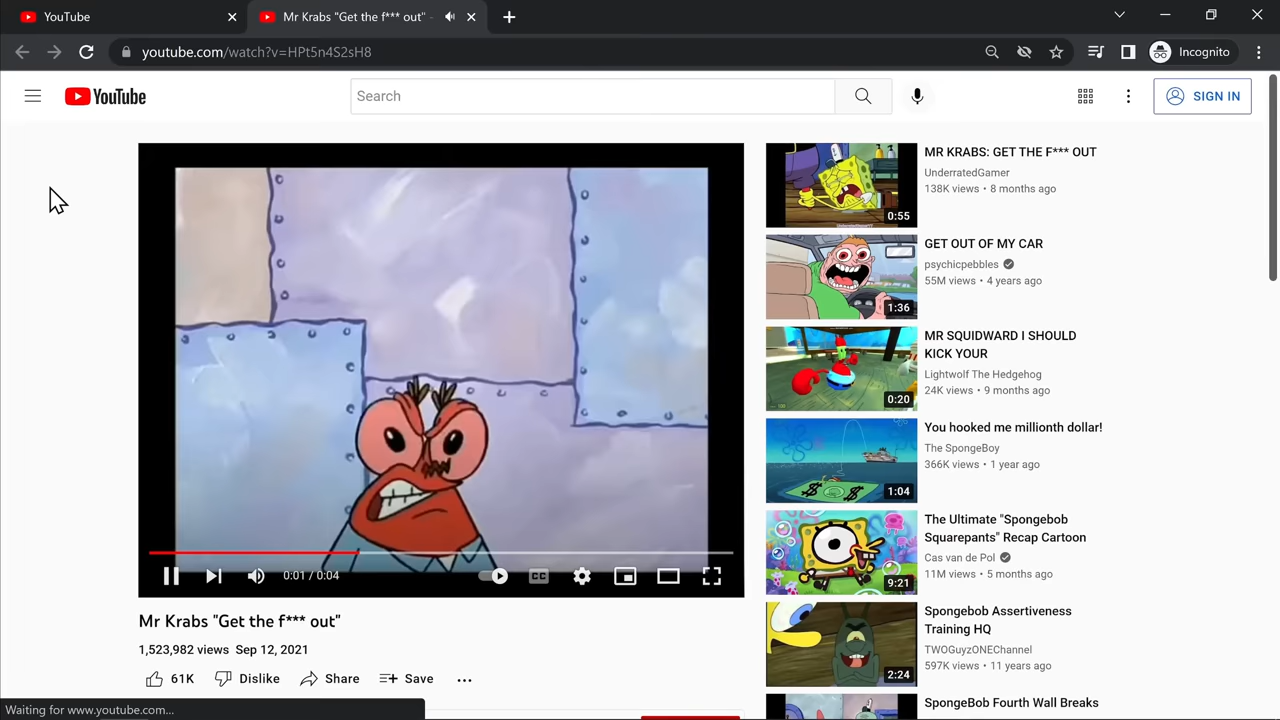 YouTube
Mr Krabs "Get the f*** out" -
youtube.com/watch?v=HPt5n4S2sH8
Incognito
YouTube
Search
SIGN IN
0:01 / 0:04
CC
Mr Krabs "Get the f*** out"
1,523,982 views Sep 12, 2021
61K
Dislike
Share
Save
Waiting for www.youtube.com...
0:55
MR KRABS: GET THE F*** OUT
UnderratedGamer
138K views • 8 months ago
1:36
GET OUT OF MY CAR
psychicpebbles
55M views • 4 years ago
0:20
MR SQUIDWARD I SHOULD
KICK YOUR
Lightwolf The Hedgehog
24K views • 9 months ago
1:04
You hooked me millionth dollar!
The SpongeBoy
366K views • 1 year ago
9:21
The Ultimate "Spongebob
Squarepants" Recap Cartoon
Cas van de Pol
11M views • 5 months ago
2:24
Spongebob Assertiveness
Training HQ
TWOGuyzONEChannel
597K views • 11 years ago
SpongeBob Fourth Wall Breaks